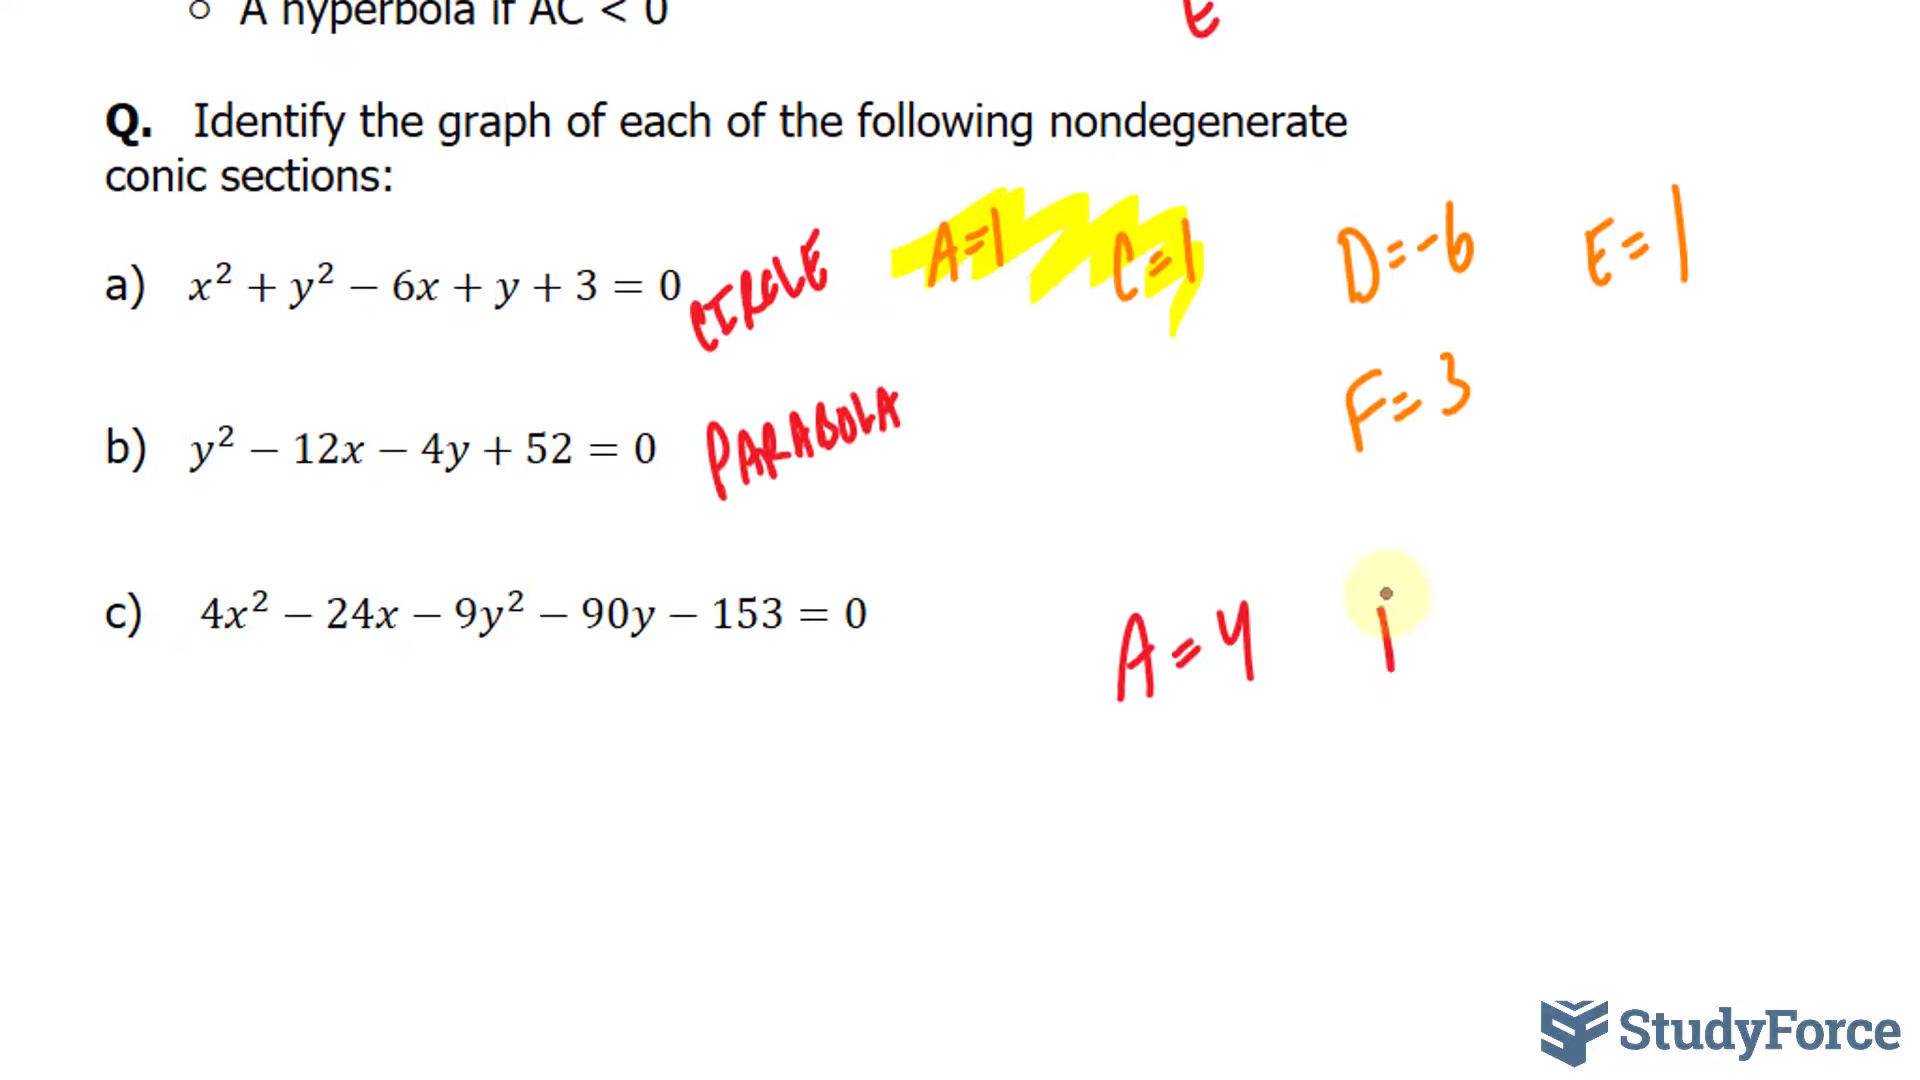 ○ A hyperbola if AC < 0
Q. Identify the graph of each of the following nondegenerate
conic sections:
a) x² + y² − 6x + y + 3 = 0 CIRCLE A=1 C=1 D=-6 E=1
F=3
b) y² − 12x − 4y + 52 = 0 PARABOLA
c) 4x² − 24x − 9y² − 90y − 153 = 0 A=4
StudyForce